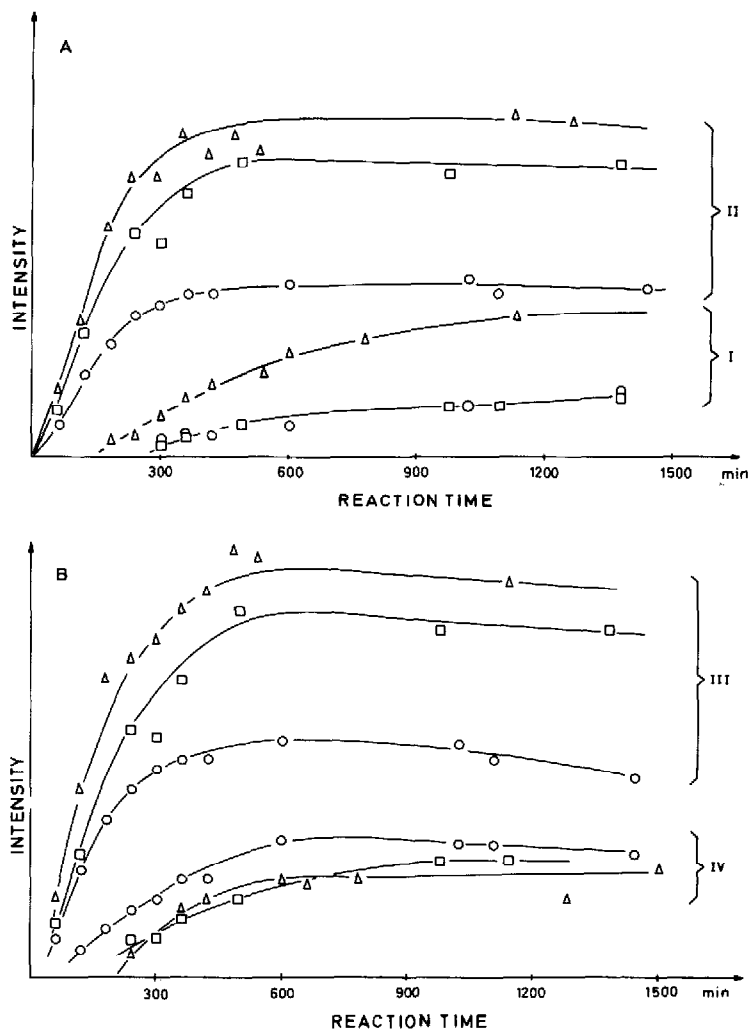 A
INTENSITY
II
I
300 600 900 1200 1500 min
REACTION TIME
B
INTENSITY
III
IV
300 600 900 1200 1500 min
REACTION TIME